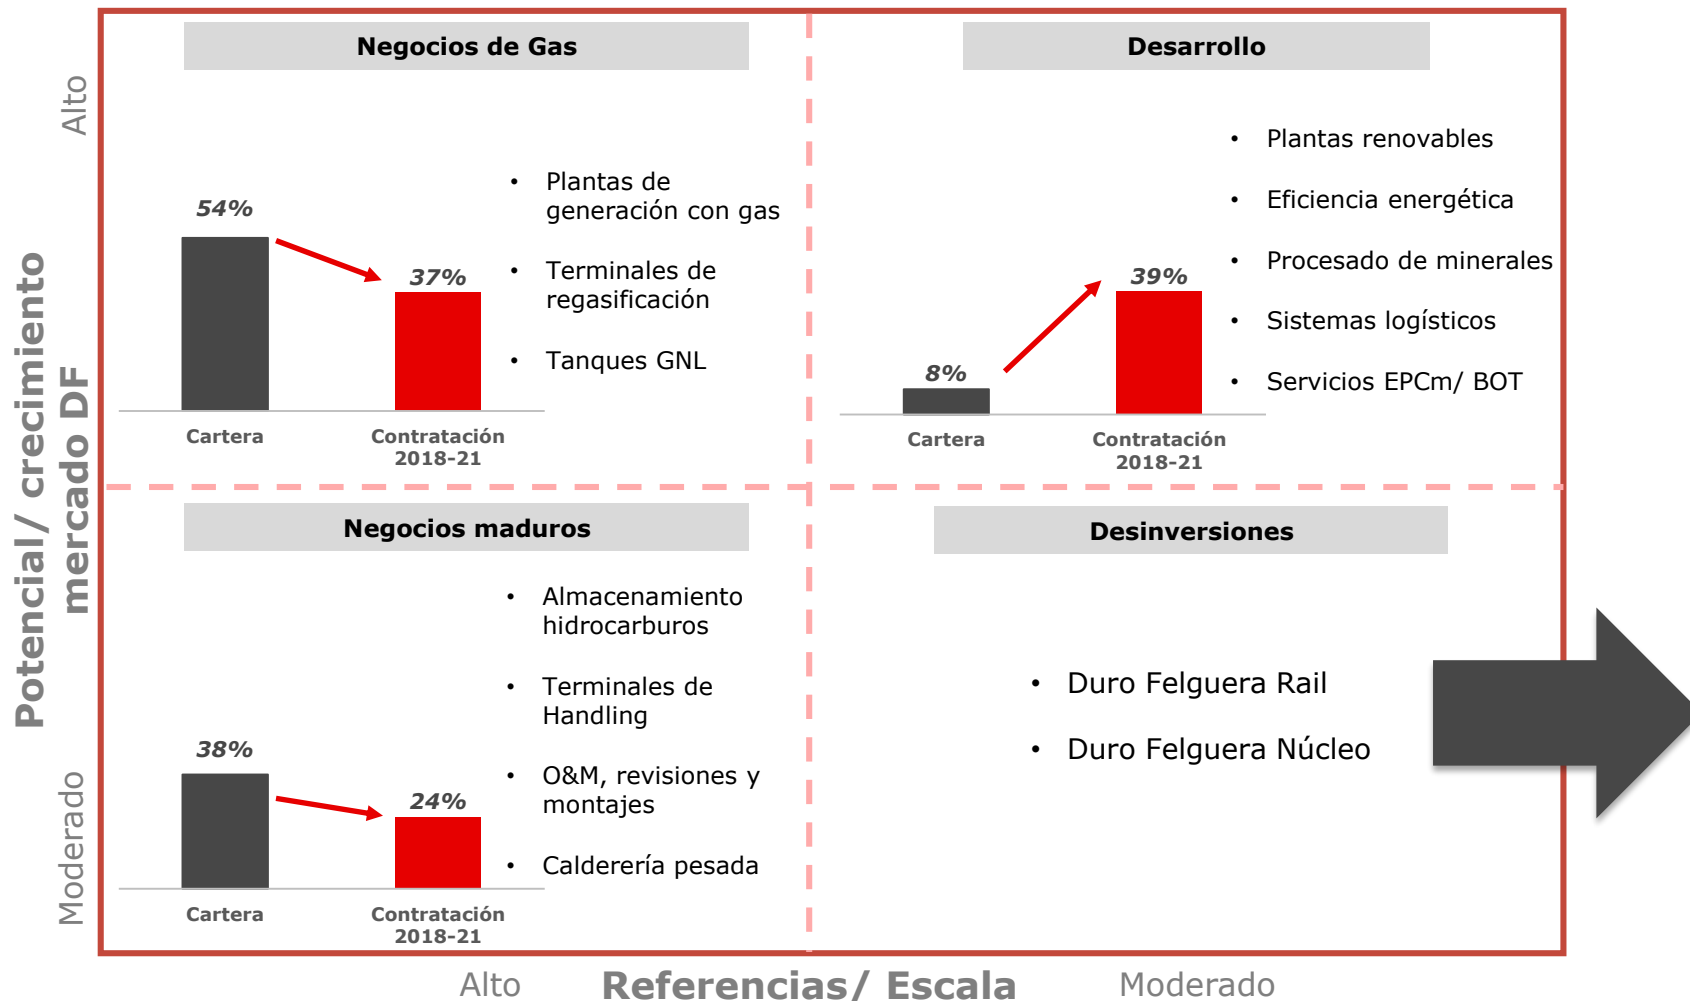 Potencial/ crecimiento
mercado DF
Alto
Moderado
Negocios de Gas
54%
37%
Cartera
Contratación
2018-21
• Plantas de
generación con gas
• Terminales de
regasificación
• Tanques GNL
Desarrollo
8%
39%
Cartera
Contratación
2018-21
• Plantas renovables
• Eficiencia energética
• Procesado de minerales
• Sistemas logísticos
• Servicios EPCm/ BOT
Negocios maduros
38%
24%
Cartera
Contratación
2018-21
• Almacenamiento
hidrocarburos
• Terminales de
Handling
• O&M, revisiones y
montajes
• Calderería pesada
Desinversiones
• Duro Felguera Rail
• Duro Felguera Núcleo
Alto
Referencias/ Escala
Moderado